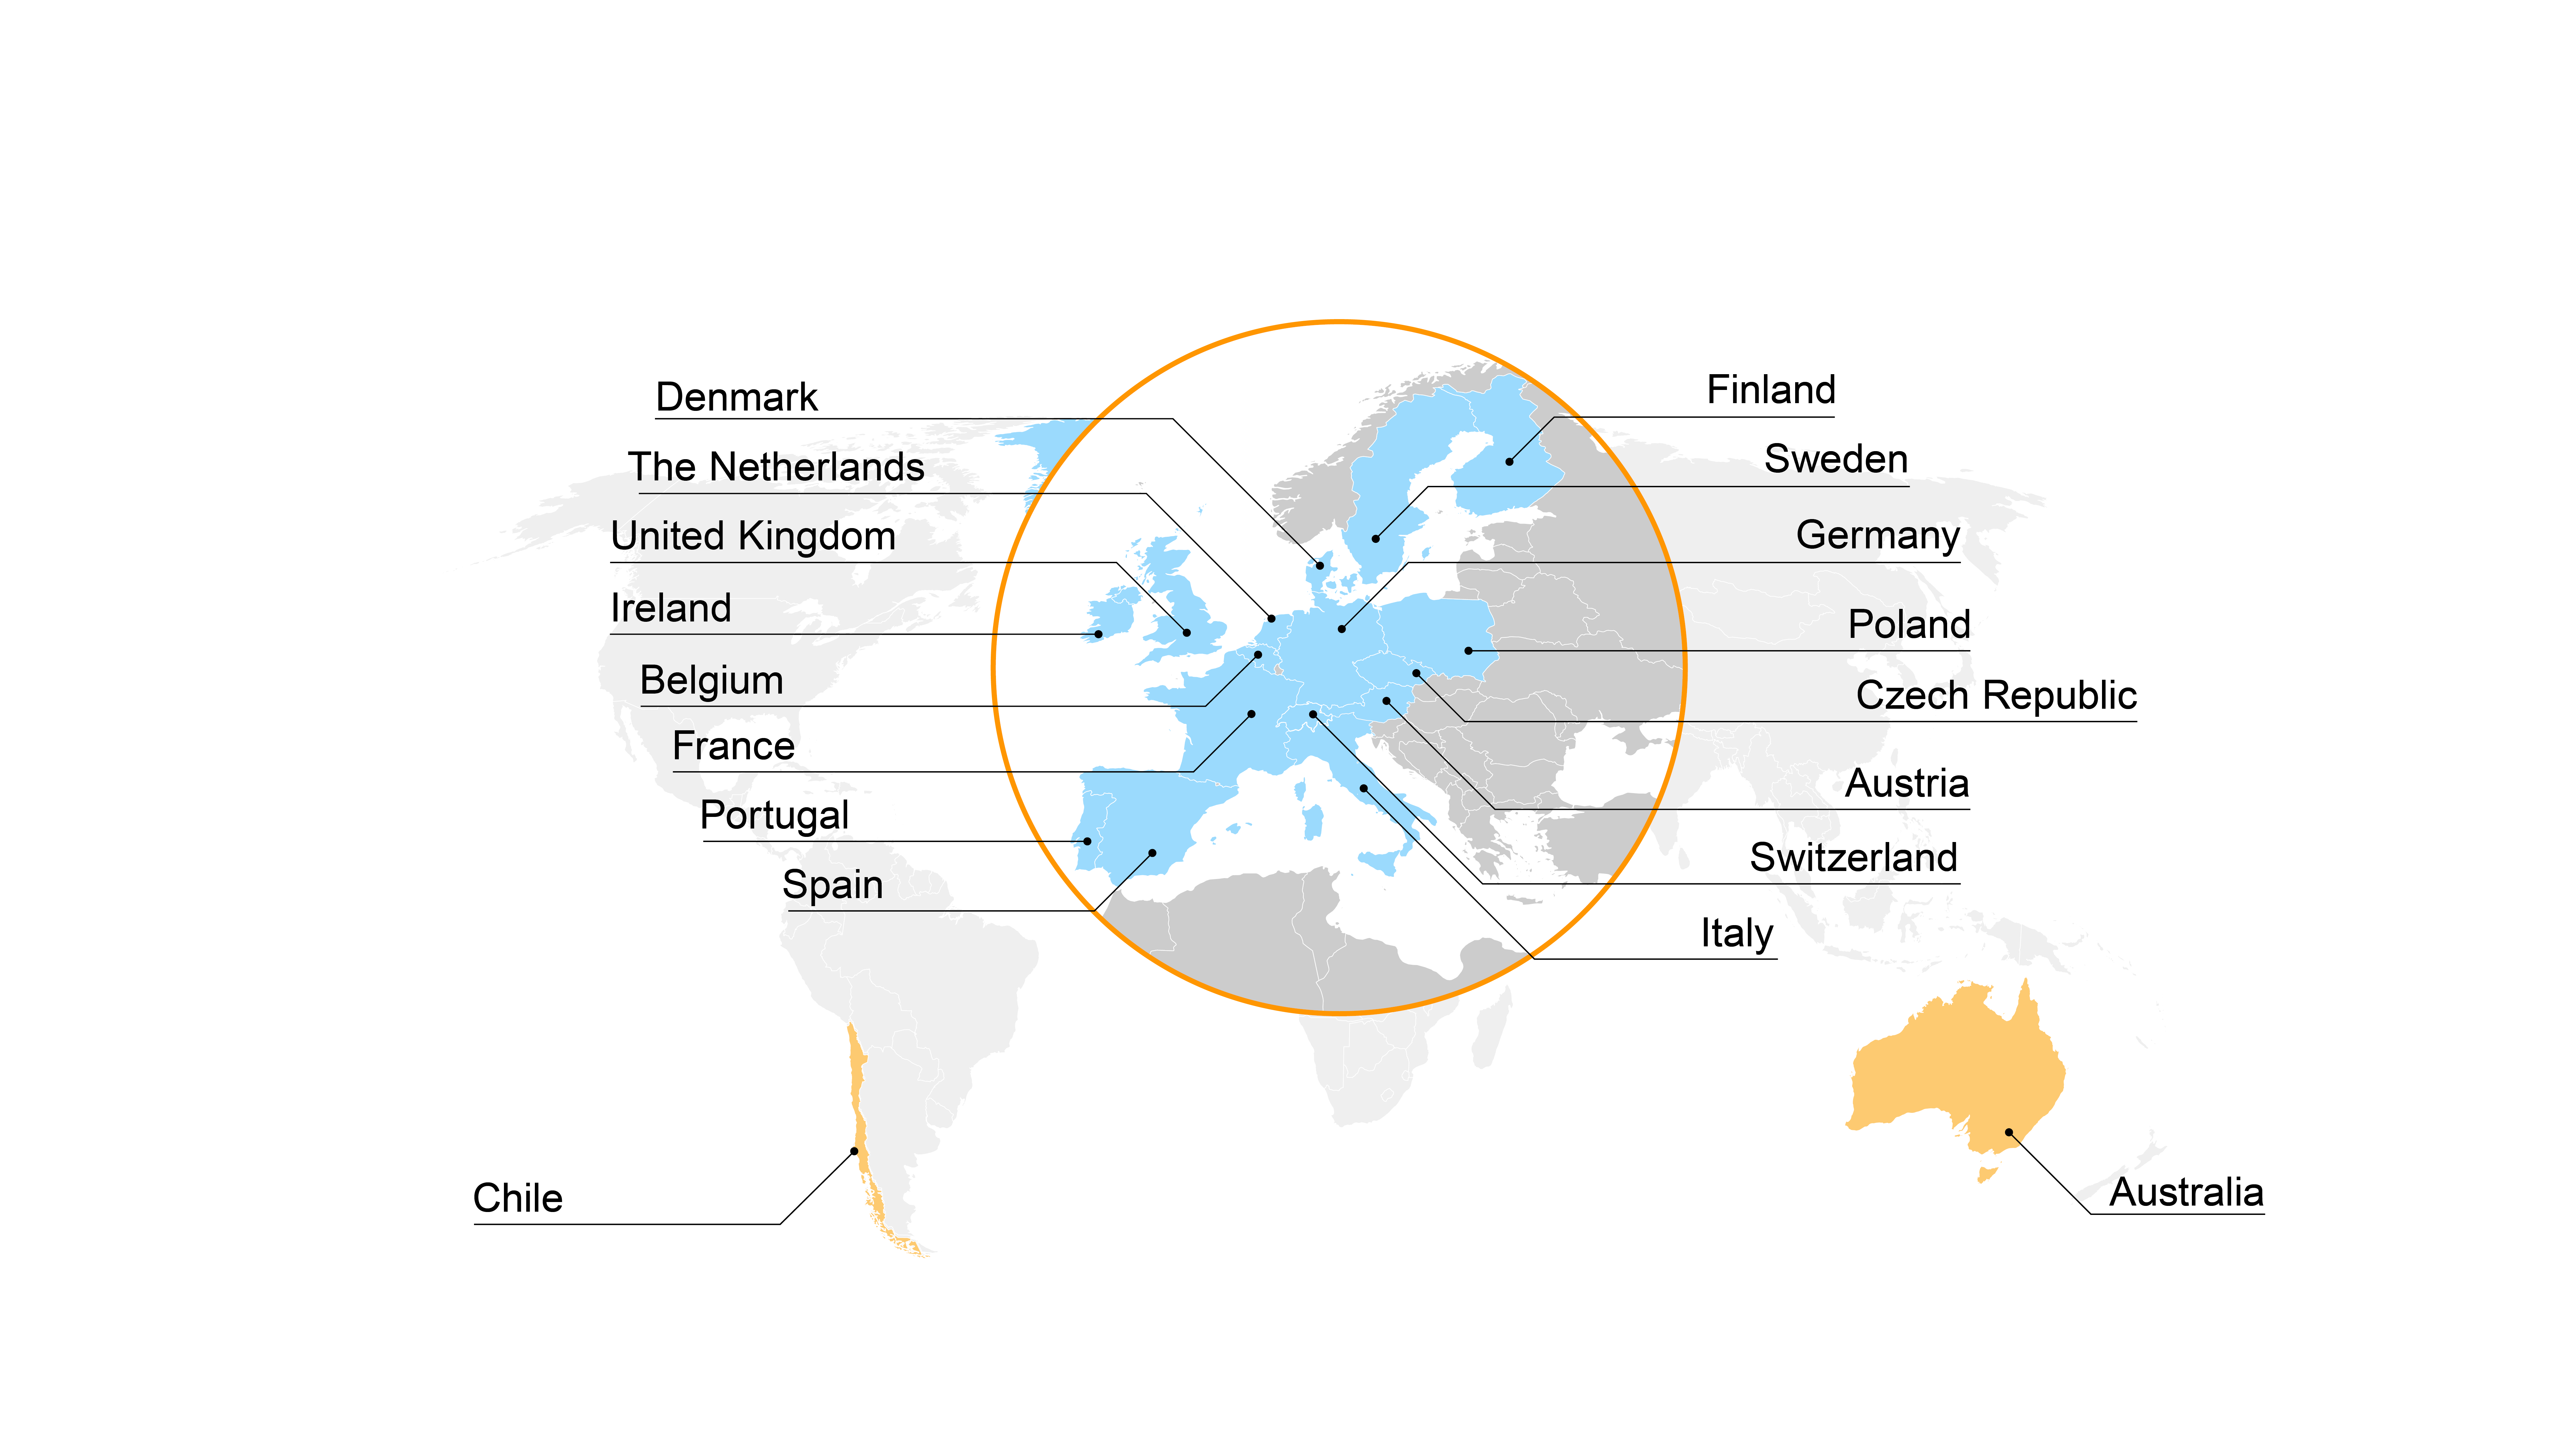 Denmark
The Netherlands
United Kingdom
Ireland
Belgium
France
Portugal
Spain
Chile
Finland
Sweden
Germany
Poland
Czech Republic
Austria
Switzerland
Italy
Australia